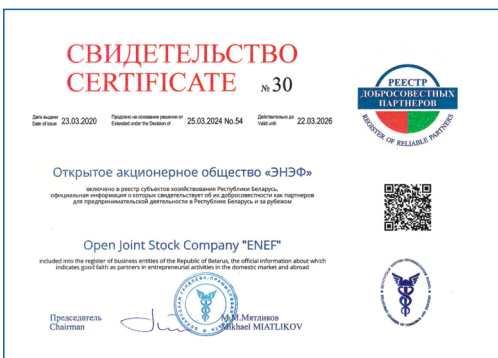 СВИДЕТЕЛЬСТВО
CERTIFICATE № 30
РЕЕСТР
ДОБРОСОВЕСТНЫХ
ПАРТНЕРОВ
REGISTER OF RELIABLE PARTNERS
Дата выдачи
Date of issue 23.03.2020
Продлено на основании решения от
Extended under the Decision of 25.03.2024 No.54
Действительно до
Valid until 22.03.2026
Открытое акционерное общество «ЭНЭФ»
включено в реестр субъектов хозяйствования Республики Беларусь,
официальная информация о которых свидетельствует об их добросовестности как партнеров
для предпринимательской деятельности в Республике Беларусь и за рубежом
Open Joint Stock Company "ENEF"
included into the register of business entities of the Republic of Belarus, the official information about which
indicates good faith as partners in entrepreneurial activities in the domestic market and abroad
Председатель
Chairman
М.М.Мятликов
Mikhael MIATLIKOV